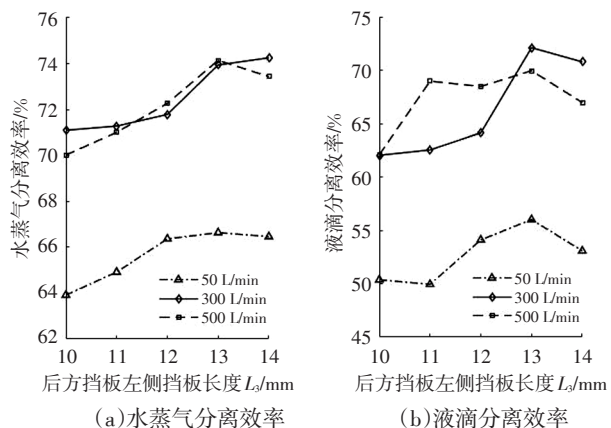 76
74
72
70
68
66
64
62
水蒸气分离效率/%
50 L/min
300 L/min
500 L/min
10 11 12 13 14
后方挡板左侧挡板长度L3/mm
(a)水蒸气分离效率
75
70
65
60
55
50
45
液滴分离效率/%
50 L/min
300 L/min
500 L/min
10 11 12 13 14
后方挡板左侧挡板长度L3/mm
(b)液滴分离效率